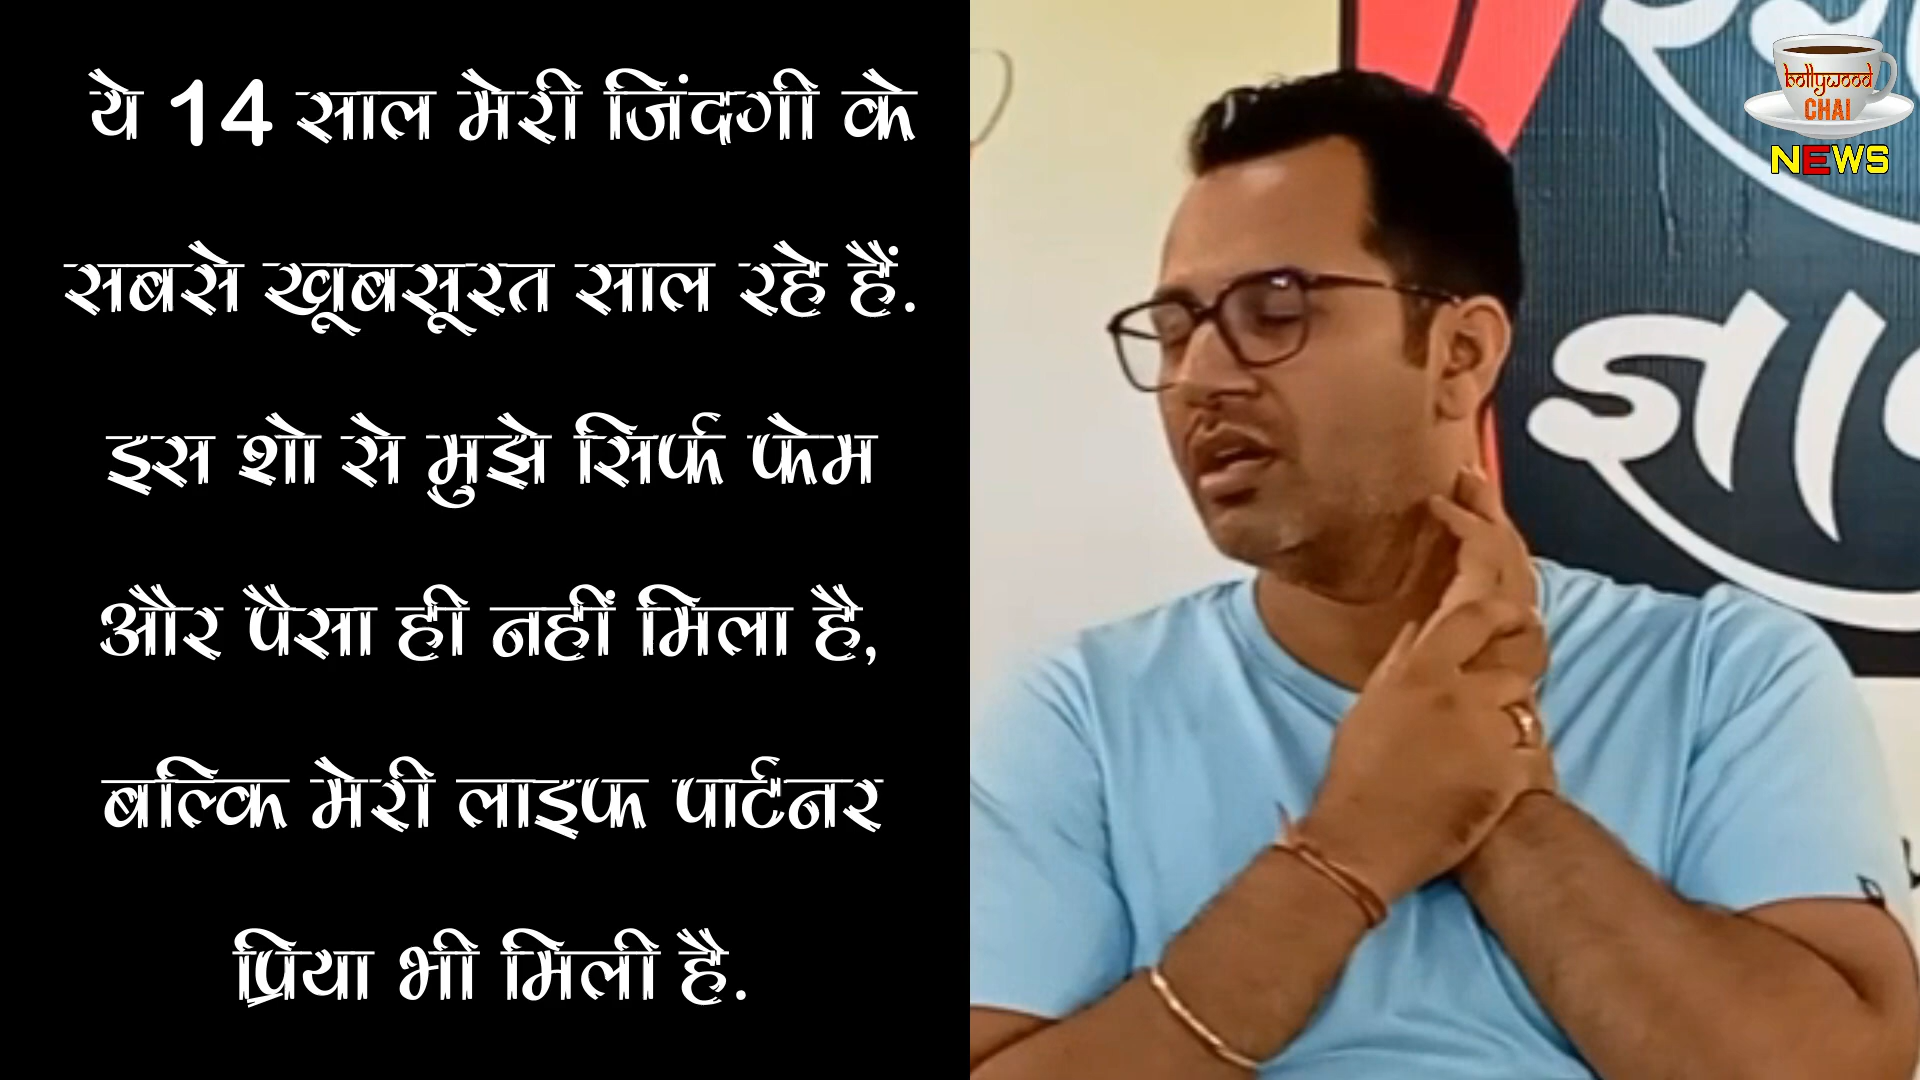 ये 14 साल मेरी जिंदगी के
सबसे खूबसूरत साल रहे हैं.
इस शो से मुझे सिर्फ फेम
और पैसा ही नहीं मिला है,
बल्कि मेरी लाइफ पार्टनर
प्रिया भी मिली है.
bollywood
CHAI
NEWS